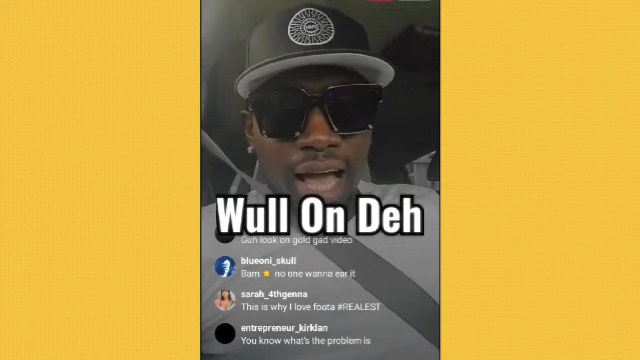 Wull On Deh
Guh look on gold gad video
blueoni_skull
Bam 💥 no one wanna ear it
sarah_4thgenna
This is why I love foota #REALEST
entrepreneur_kirklan
You know what's the problem is